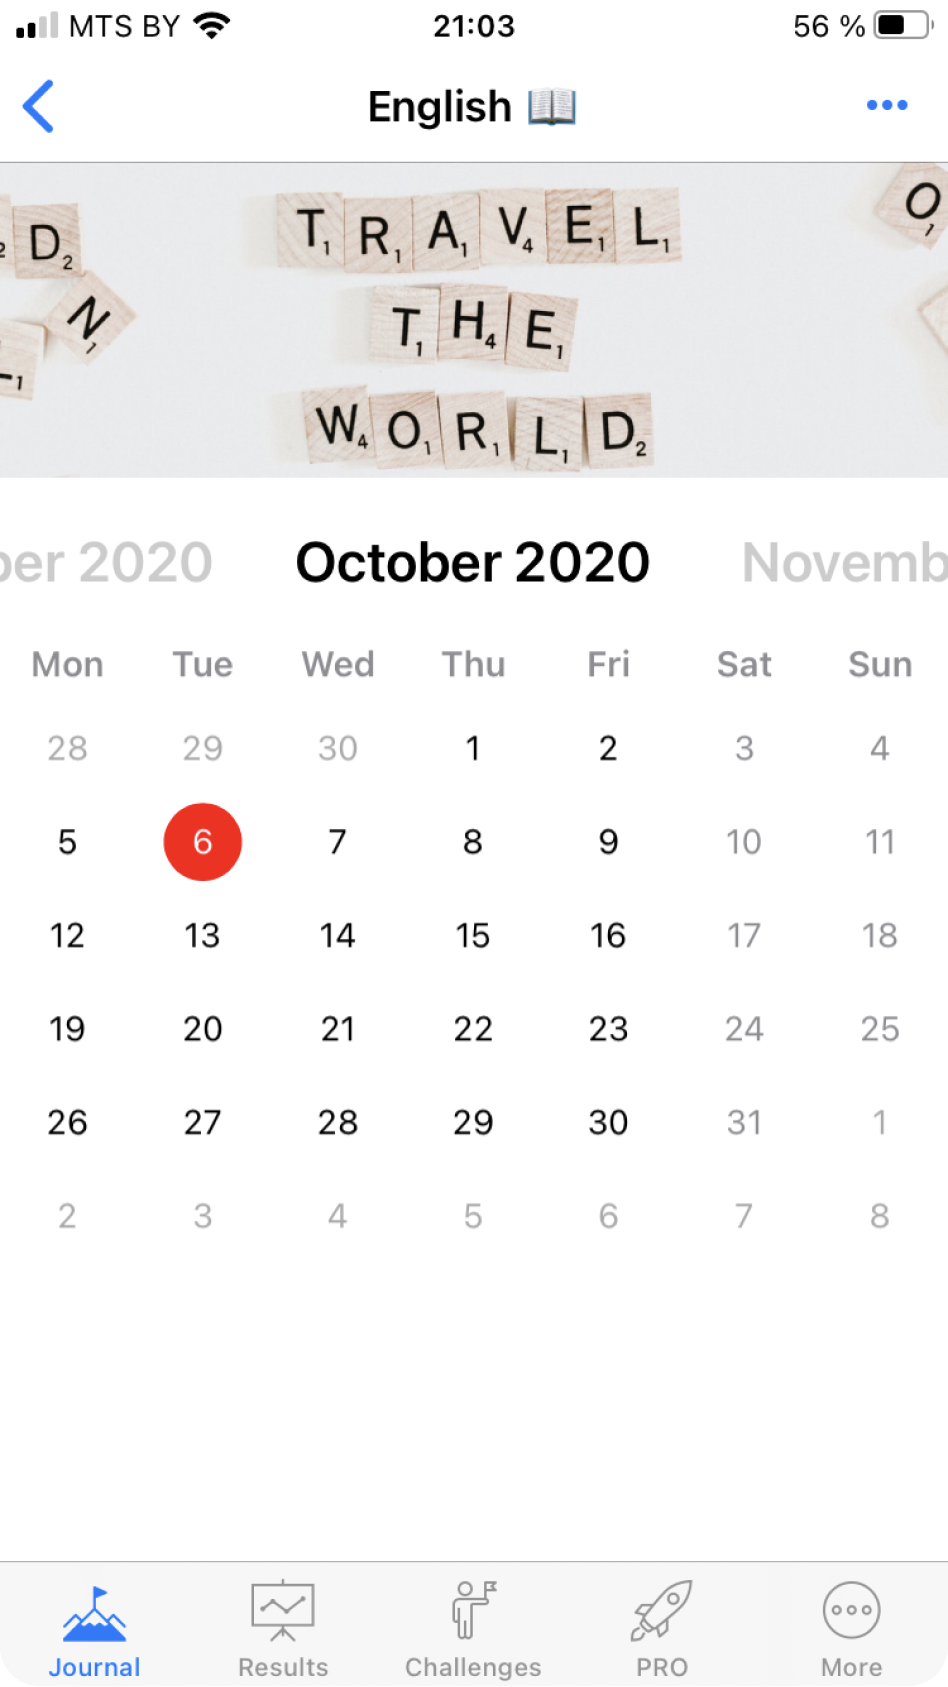 MTS BY 21:03 56 %
English
TRAVEL
THE
WORLD
D
N
O
ber 2020 October 2020 Novemb
Mon Tue Wed Thu Fri Sat Sun
28 29 30 1 2 3 4
5 6 7 8 9 10 11
12 13 14 15 16 17 18
19 20 21 22 23 24 25
26 27 28 29 30 31 1
2 3 4 5 6 7 8
Journal Results Challenges PRO More